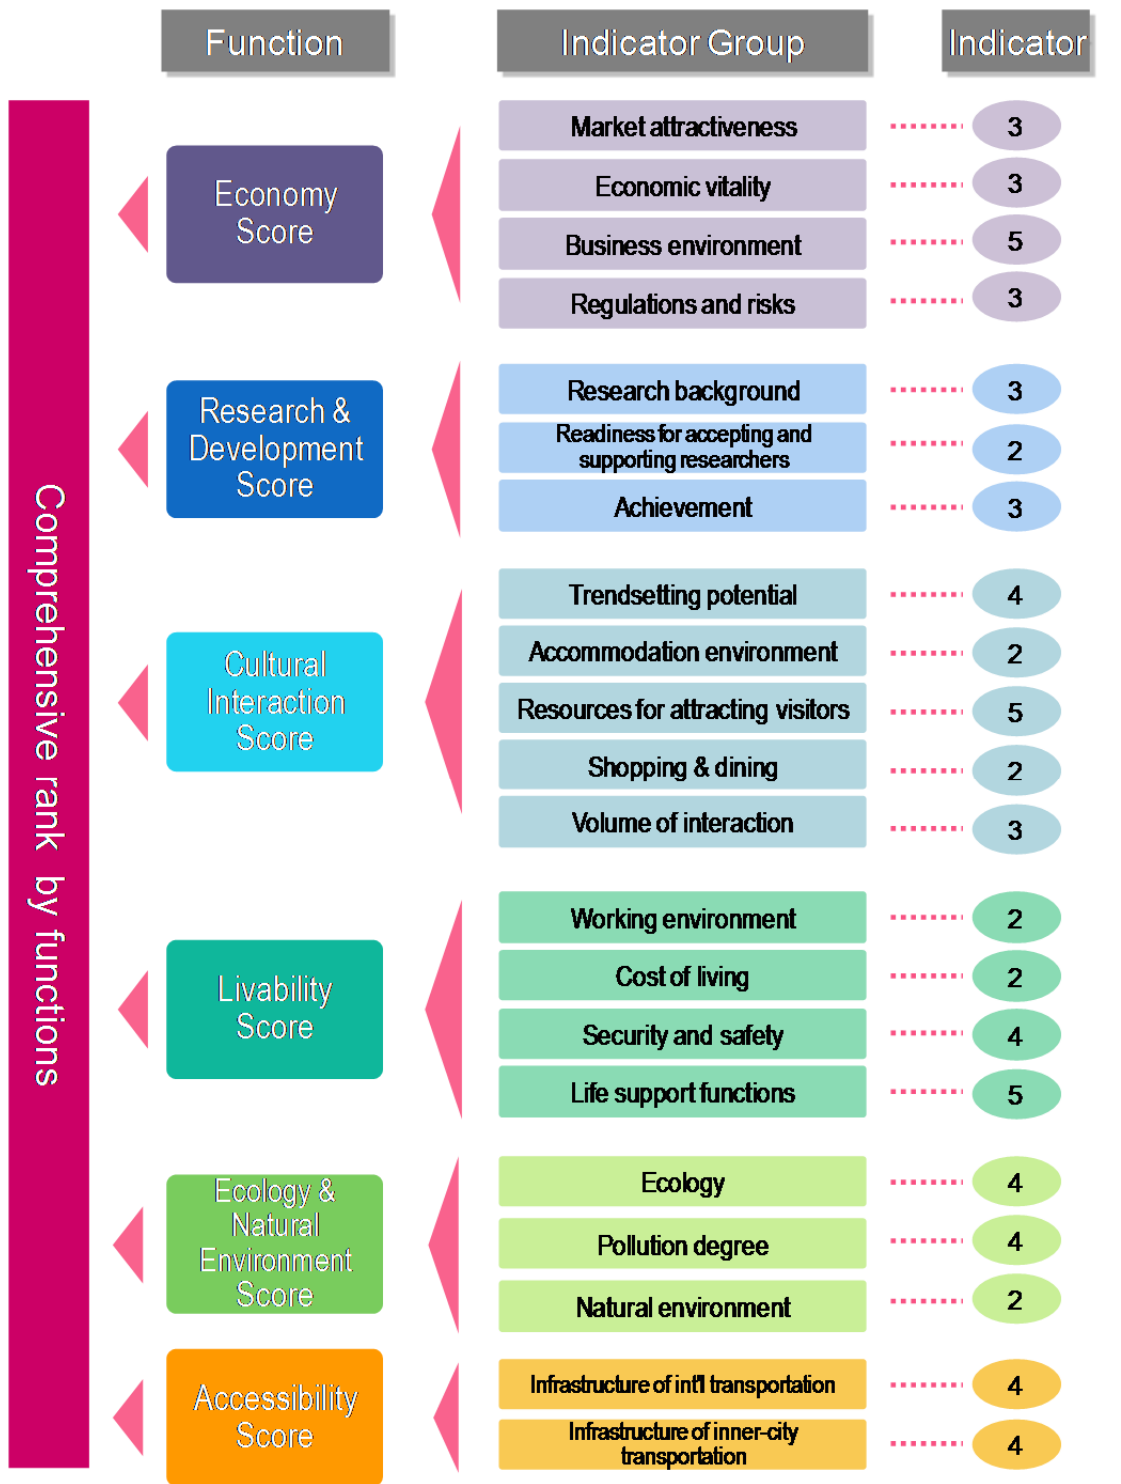 Function
Indicator Group
Indicator
Comprehensive rank by functions
Economy
Score
Market attractiveness
3
Economic vitality
3
Business environment
5
Regulations and risks
3
Research &
Development
Score
Research background
3
Readiness for accepting and
supporting researchers
2
Achievement
3
Cultural
Interaction
Score
Trendsetting potential
4
Accommodation environment
2
Resources for attracting visitors
5
Shopping & dining
2
Volume of interaction
3
Livability
Score
Working environment
2
Cost of living
2
Security and safety
4
Life support functions
5
Ecology &
Natural
Environment
Score
Ecology
4
Pollution degree
4
Natural environment
2
Accessibility
Score
Infrastructure of int'l transportation
4
Infrastructure of inner-city
transportation
4